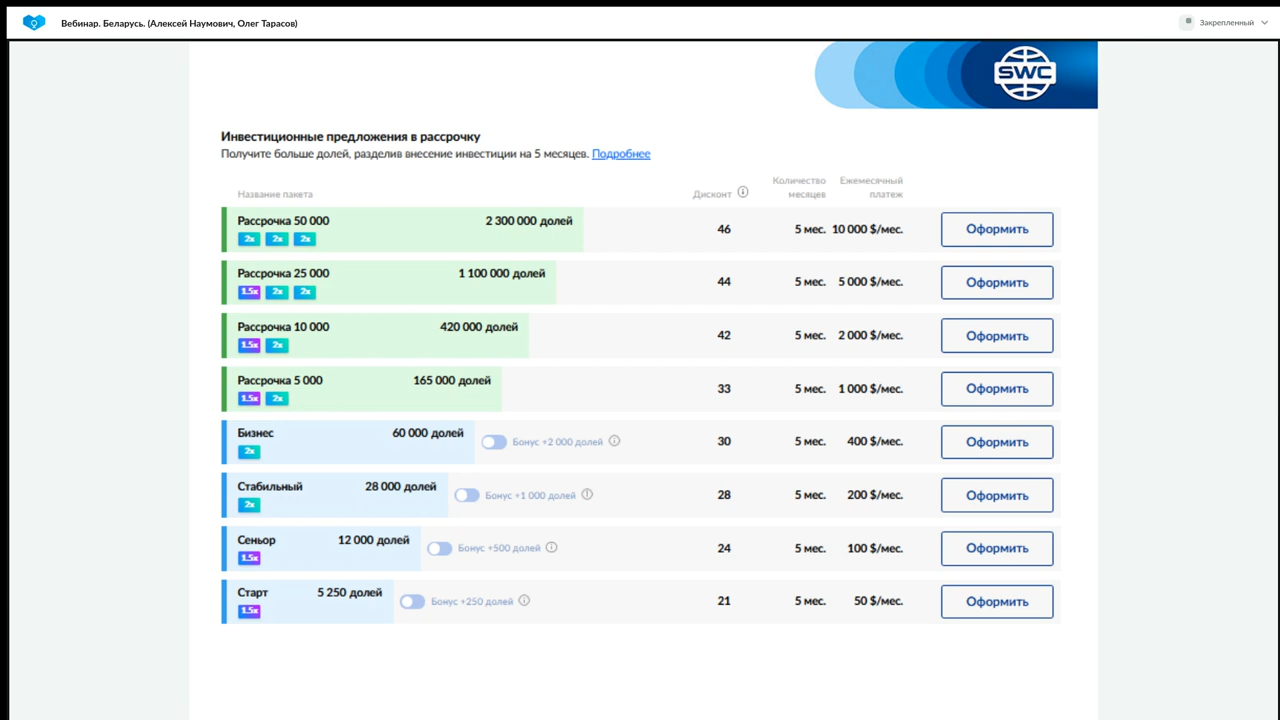 Вебинар. Беларусь. (Алексей Наумович, Олег Тарасов)
Закрепленный
SWC
Инвестиционные предложения в рассрочку
Получите больше долей, разделив внесение инвестиции на 5 месяцев. Подробнее
Название пакета Дисконт Количество месяцев Ежемесячный платеж
Рассрочка 50 000 2 300 000 долей 46 5 мес. 10 000 $/мес. Оформить
2x 2x 2x
Рассрочка 25 000 1 100 000 долей 44 5 мес. 5 000 $/мес. Оформить
1.5x 2x 2x
Рассрочка 10 000 420 000 долей 42 5 мес. 2 000 $/мес. Оформить
1.5x 2x
Рассрочка 5 000 165 000 долей 33 5 мес. 1 000 $/мес. Оформить
1.5x 2x
Бизнес 60 000 долей Бонус +2 000 долей 30 5 мес. 400 $/мес. Оформить
2x
Стабильный 28 000 долей Бонус +1 000 долей 28 5 мес. 200 $/мес. Оформить
2x
Сеньор 12 000 долей Бонус +500 долей 24 5 мес. 100 $/мес. Оформить
1.5x
Старт 5 250 долей Бонус +250 долей 21 5 мес. 50 $/мес. Оформить
1.5x